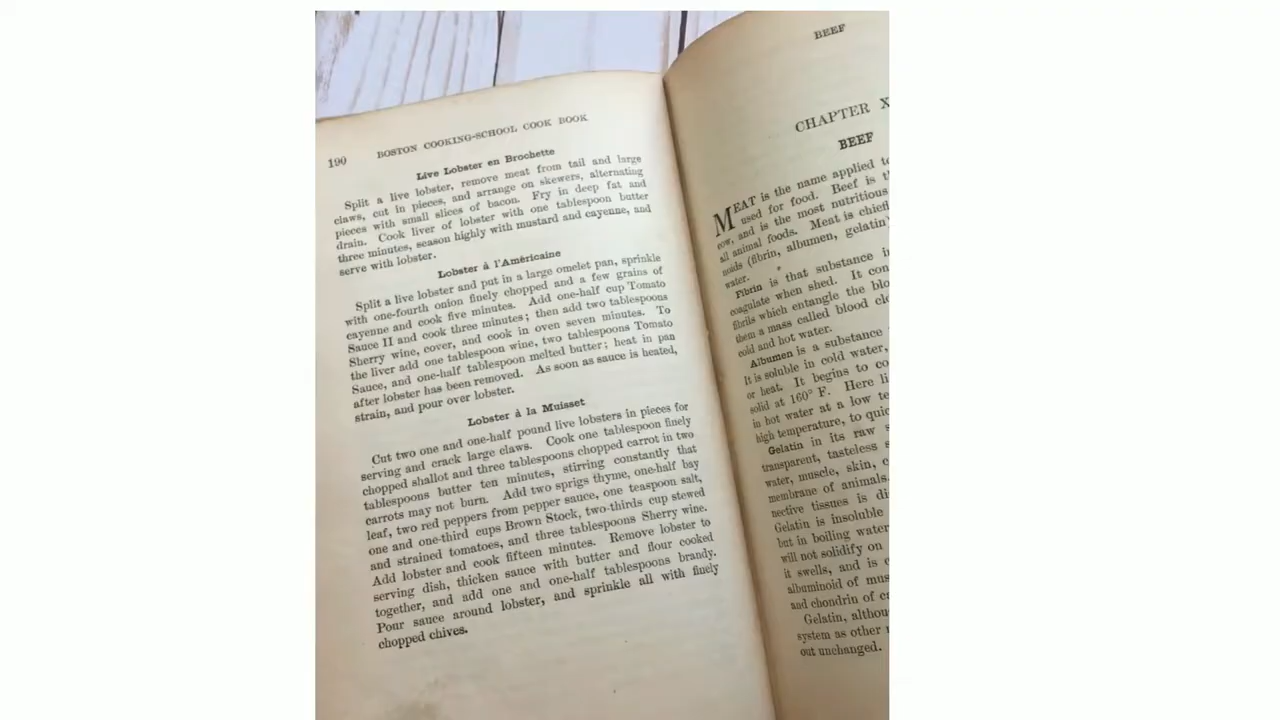 190 BOSTON COOKING-SCHOOL COOK BOOK
Live Lobster en Brochette
Split a live lobster, remove meat from tail and large
claws, cut in pieces, and arrange on skewers, alternating
pieces with small slices of bacon. Fry in deep fat and
drain. Cook liver of lobster with one tablespoon butter
three minutes, season highly with mustard and cayenne, and
serve with lobster.
Lobster à l'Américaine
Split a live lobster and put in a large omelet pan, sprinkle
with one-fourth onion finely chopped and a few grains of
cayenne and cook five minutes. Add one-half cup Tomato
Sauce II and cook three minutes; then add two tablespoons
Sherry wine, cover, and cook in oven seven minutes. To
the liver add one tablespoon wine, two tablespoons Tomato
Sauce, and one-half tablespoon melted butter; heat in pan
after lobster has been removed. As soon as sauce is heated,
strain, and pour over lobster.
Lobster à la Muisset
Cut two one and one-half pound live lobsters in pieces for
serving and crack large claws. Cook one tablespoon finely
chopped shallot and three tablespoons chopped carrot in two
tablespoons butter ten minutes, stirring constantly that
carrots may not burn. Add two sprigs thyme, one-half bay
leaf, two red peppers from pepper sauce, one teaspoon salt,
one and one-third cups Brown Stock, two-thirds cup stewed
and strained tomatoes, and three tablespoons Sherry wine.
Add lobster and cook fifteen minutes. Remove lobster to
serving dish, thicken sauce with butter and flour cooked
together, and add one and one-half tablespoons brandy.
Pour sauce around lobster, and sprinkle all with finely
chopped chives.
BEEF
CHAPTER X
BEEF
MEAT is the name applied to
used for food. Beef is
cow, and is the most nutritious
all animal foods. Meat is
noids (fibrin, albumen, gelatin)
water.
Fibrin is that substance
coagulate when shed. It
fibrils which entangle the
them a mass called blood
cold and hot water.
Albumen is a substance
It is soluble in cold water,
or heat. It begins to
solid at 160° F. Here
in hot water at a low
high temperature, to
Gelatin in its raw
transparent, tasteless
water, muscle, skin,
membrane of animals.
nective tissues is
Gelatin is insoluble
but in boiling water
will not solidify on
it swells, and is
albuminoid of
and chondrin of
Gelatin,
system as other
out unchanged.